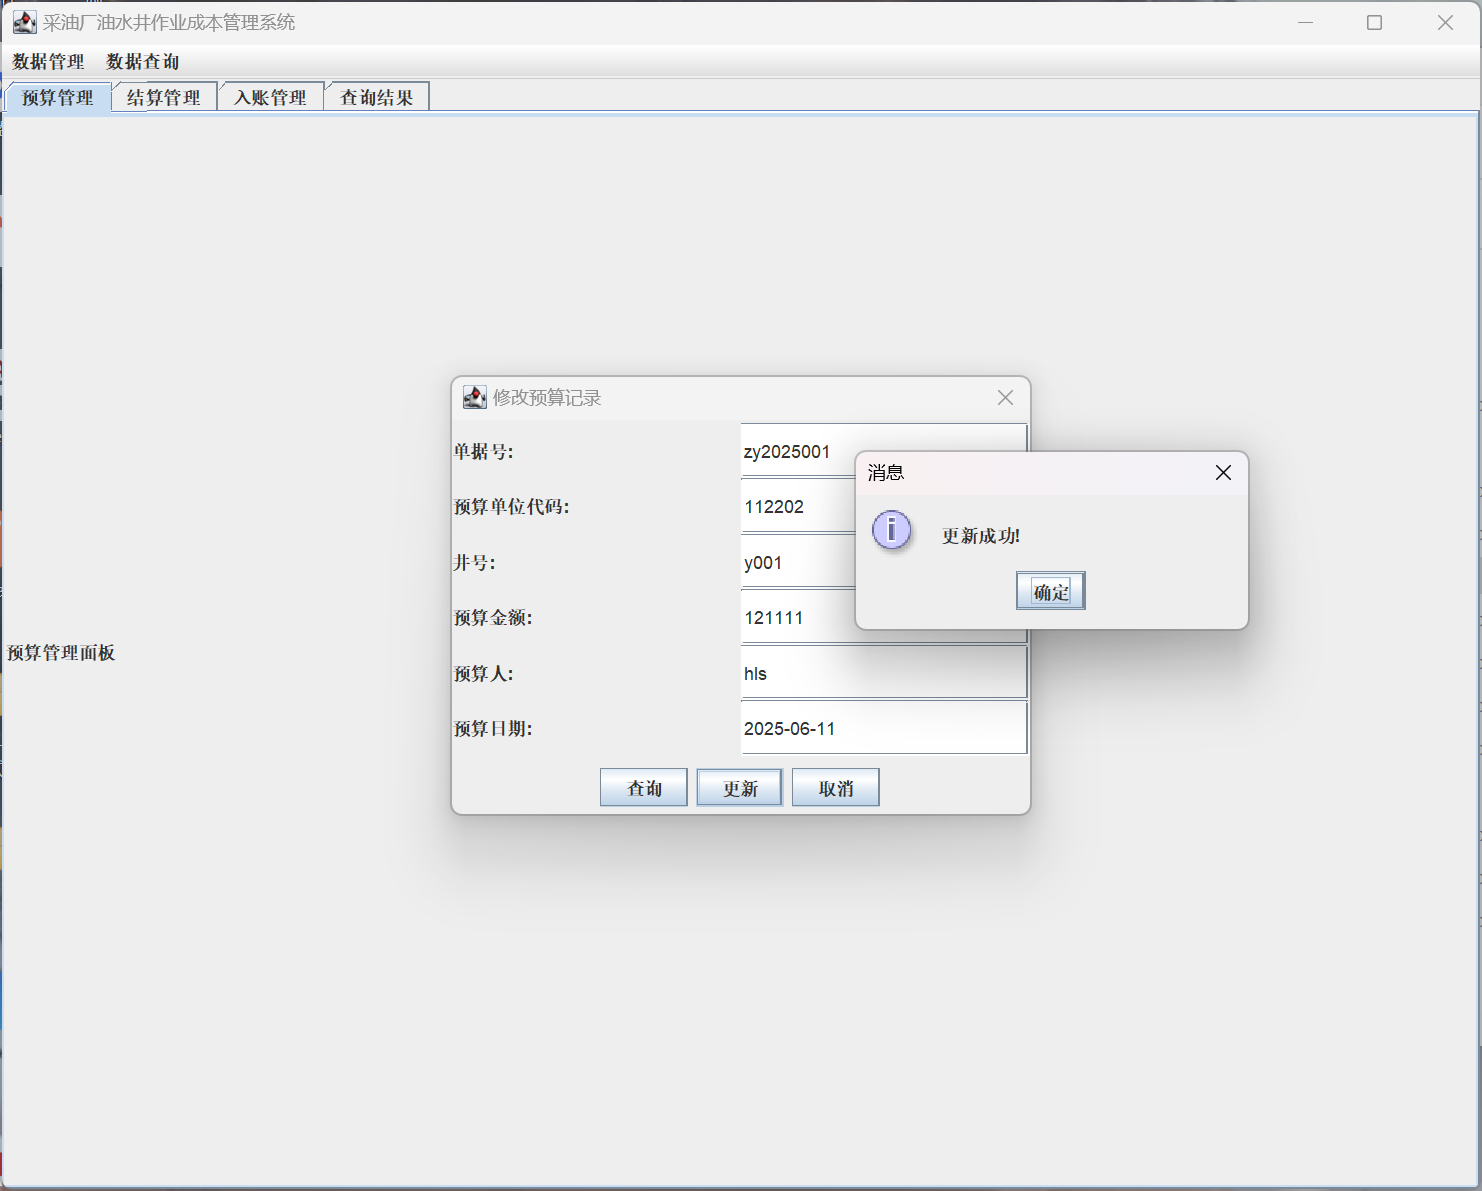 采油厂油水井作业成本管理系统
数据管理 数据查询
预算管理 结算管理 入账管理 查询结果
修改预算记录
单据号: zy2025001
消息
预算单位代码: 112202
更新成功!
井号: y001
确定
预算金额: 121111
预算管理面板
预算人: hls
预算日期: 2025-06-11
查询 更新 取消